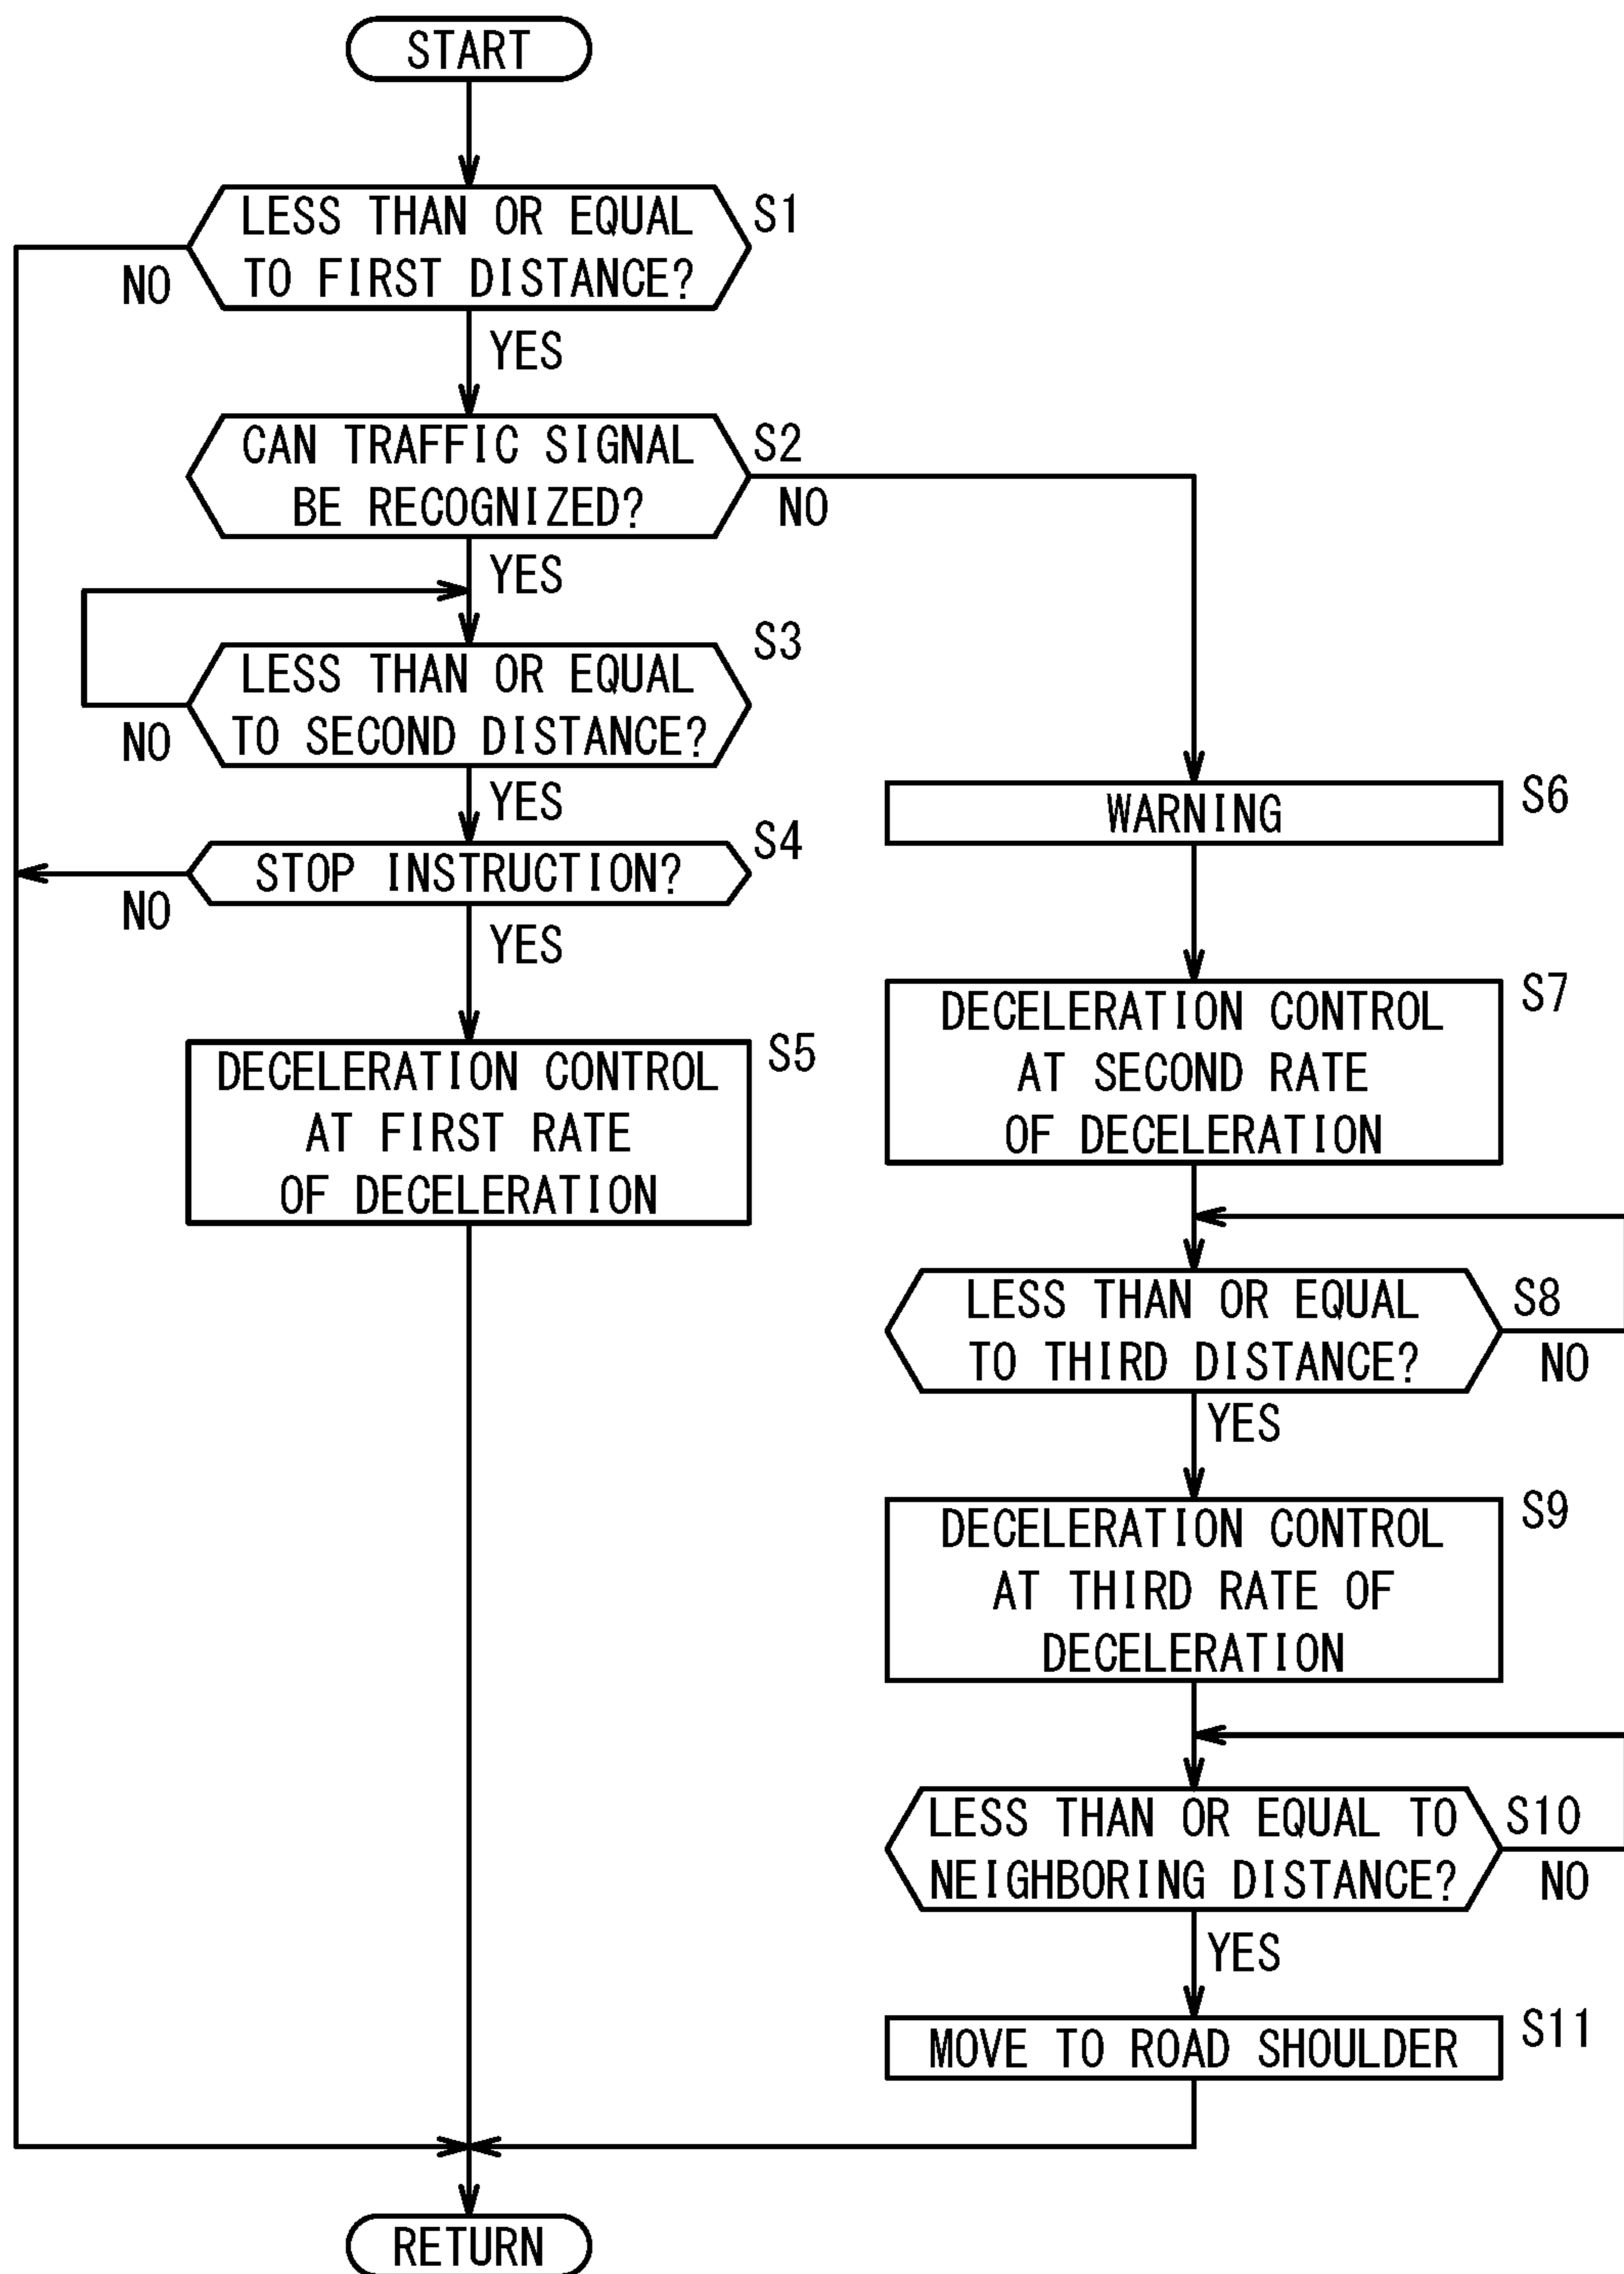 START
LESS THAN OR EQUAL
TO FIRST DISTANCE?
S1
NO
YES
CAN TRAFFIC SIGNAL
BE RECOGNIZED?
S2
NO
YES
LESS THAN OR EQUAL
TO SECOND DISTANCE?
S3
NO
YES
STOP INSTRUCTION?
S4
NO
YES
DECELERATION CONTROL
AT FIRST RATE
OF DECELERATION
S5
WARNING
S6
DECELERATION CONTROL
AT SECOND RATE
OF DECELERATION
S7
LESS THAN OR EQUAL
TO THIRD DISTANCE?
S8
NO
YES
DECELERATION CONTROL
AT THIRD RATE OF
DECELERATION
S9
LESS THAN OR EQUAL TO
NEIGHBORING DISTANCE?
S10
NO
YES
MOVE TO ROAD SHOULDER
S11
RETURN